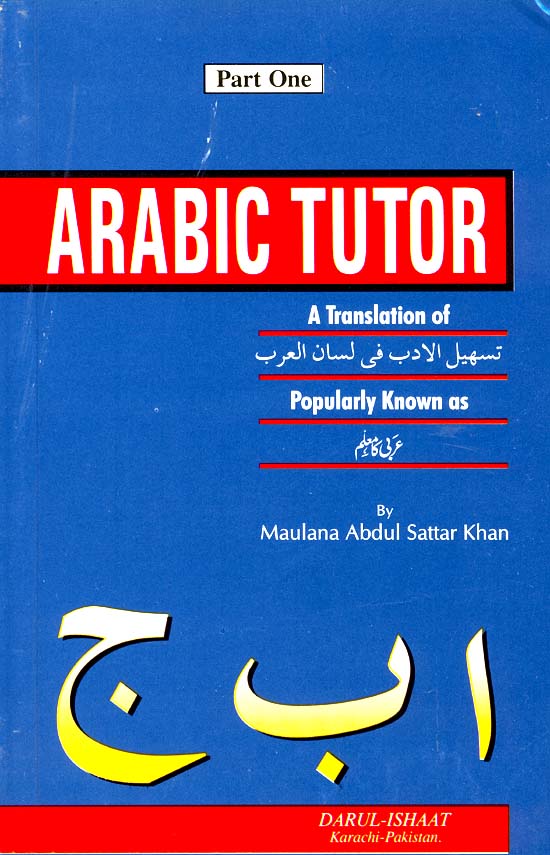 Part One
ARABIC TUTOR
A Translation of
تسهيل الادب فى لسان العرب
Popularly Known as
عربی کا معلم
By
Maulana Abdul Sattar Khan
ا ب ج
DARUL-ISHAAT
Karachi-Pakistan.